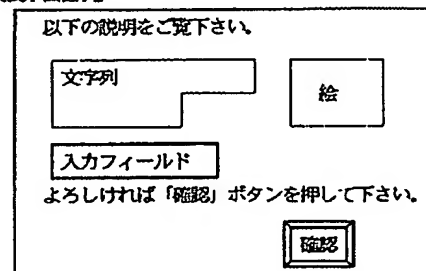 以下の説明をご覧下さい。
文字列
絵
入力フィールド
よろしければ「確認」ボタンを押して下さい。
確認